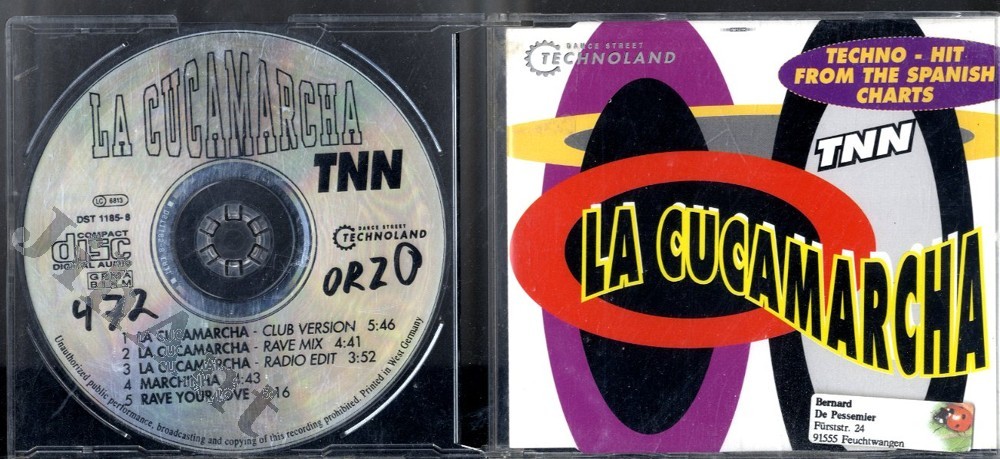 LA CUCAMARCHA
TNN
LC 6813
DST 1185-8
COMPACT
disc
DIGITAL AUDIO
DANCE STREET
TECHNOLAND
ORZO
472
1 LA CUCAMARCHA - CLUB VERSION 5:46
2 LA CUCAMARCHA - RAVE MIX 4:41
3 LA CUCAMARCHA - RADIO EDIT 3:52
4 MARCHINHA :43
5 RAVE YOUR LOVE :16
Unauthorized public performance, broadcasting and copying of this recording prohibited. Printed in West Germany
DANCE STREET
TECHNOLAND
TECHNO - HIT
FROM THE SPANISH
CHARTS
TNN
LA CUCAMARCHA
Bernard
De Pessemier
Fürststr. 24
91555 Feuchtwangen